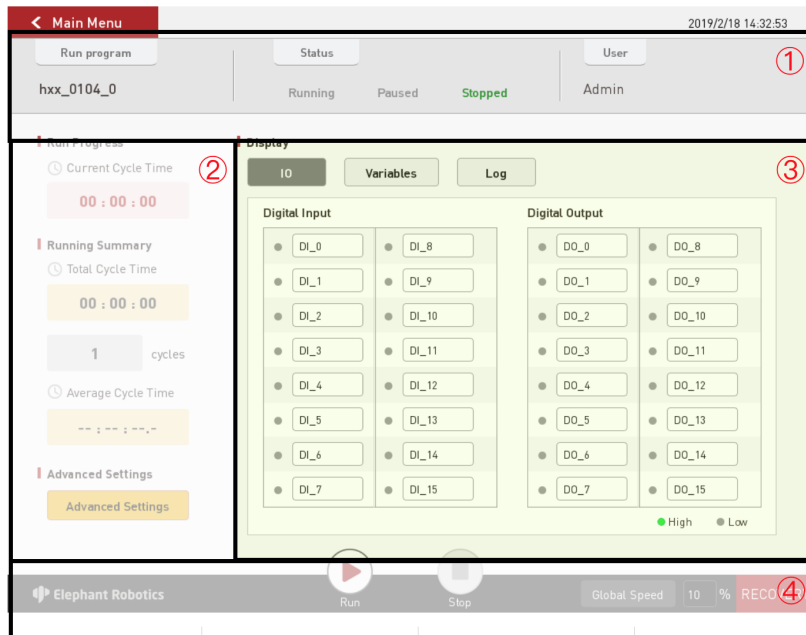 Main Menu
2019/2/18 14:32:53
Run program
Status
User
①
hxx_0104_0
Running
Paused
Stopped
Admin
Run Progress
Display
Current Cycle Time
②
IO
Variables
Log
③
00 : 00 : 00
Digital Input
Digital Output
Running Summary
DI_0
DI_8
DO_0
DO_8
Total Cycle Time
DI_1
DI_9
DO_1
DO_9
00 : 00 : 00
DI_2
DI_10
DO_2
DO_10
1
cycles
DI_3
DI_11
DO_3
DO_11
Average Cycle Time
DI_4
DI_12
DO_4
DO_12
-- : -- : --.-
DI_5
DI_13
DO_5
DO_13
DI_6
DI_14
DO_6
DO_14
Advanced Settings
DI_7
DI_15
DO_7
DO_15
Advanced Settings
High
Low
Elephant Robotics
Run
Stop
Global Speed
10
%
RECOVER
④